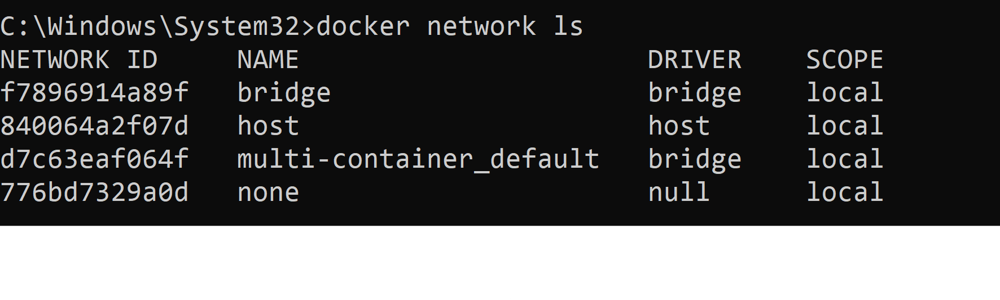 C:\Windows\System32>docker network ls
NETWORK ID     NAME                      DRIVER    SCOPE
f7896914a89f   bridge                    bridge    local
840064a2f07d   host                      host      local
d7c63eaf064f   multi-container_default   bridge    local
776bd7329a0d   none                      null      local